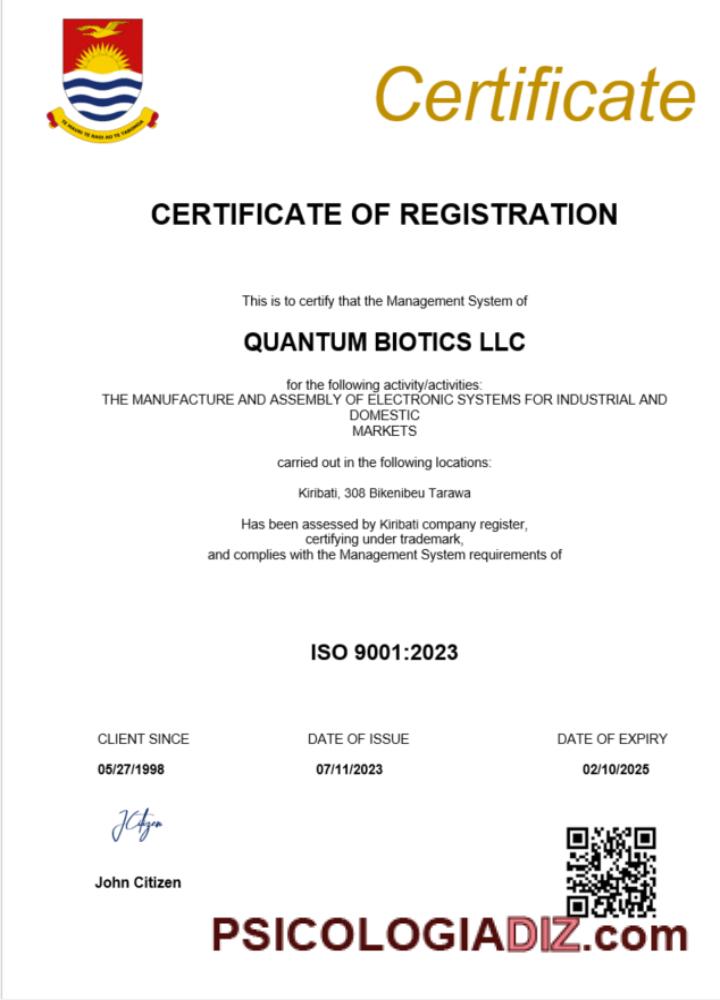 TE MAURI TE RAOI AO TE TABOMOA
Certificate
CERTIFICATE OF REGISTRATION
This is to certify that the Management System of
QUANTUM BIOTICS LLC
for the following activity/activities:
THE MANUFACTURE AND ASSEMBLY OF ELECTRONIC SYSTEMS FOR INDUSTRIAL AND
DOMESTIC
MARKETS
carried out in the following locations:
Kiribati, 308 Bikenibeu Tarawa
Has been assessed by Kiribati company register,
certifying under trademark,
and complies with the Management System requirements of
ISO 9001:2023
CLIENT SINCE DATE OF ISSUE DATE OF EXPIRY
05/27/1998 07/11/2023 02/10/2025
JCitizen
John Citizen
PSICOLOGIADIZ.com